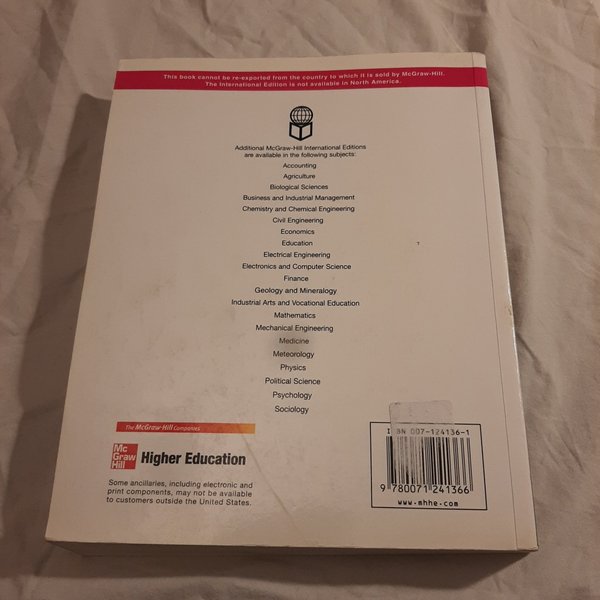 This book cannot be re-exported from the country to which it is sold by McGraw-Hill.
The International Edition is not available in North America.
Additional McGraw-Hill International Editions
are available in the following subjects:
Accounting
Agriculture
Biological Sciences
Business and Industrial Management
Chemistry and Chemical Engineering
Civil Engineering
Economics
Education
Electrical Engineering
Electronics and Computer Science
Finance
Geology and Mineralogy
Industrial Arts and Vocational Education
Mathematics
Mechanical Engineering
Medicine
Meteorology
Physics
Political Science
Psychology
Sociology
The McGraw-Hill Companies
Mc
Graw
Hill
Higher Education
Some ancillaries, including electronic and
print components, may not be available
to customers outside the United States.
ISBN 007-124136-1
9 780071 241366
www.mhhe.com